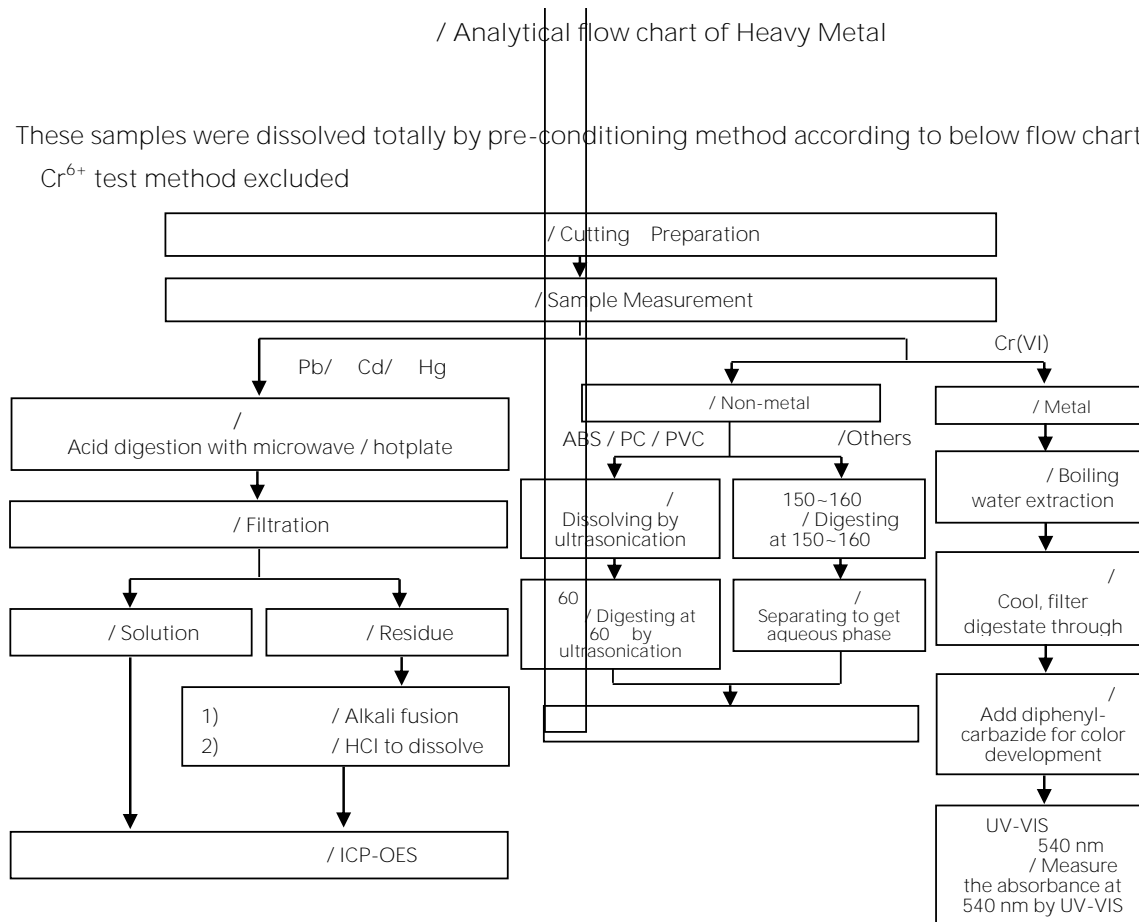 / Analytical flow chart of Heavy Metal
These samples were dissolved totally by pre-conditioning method according to below flow chart
Cr6+ test method excluded
/ Cutting Preparation
/ Sample Measurement
Pb/ Cd/ Hg
Cr(VI)
/
Acid digestion with microwave / hotplate
/ Filtration
/ Solution
/ Residue
1) / Alkali fusion
2) / HCl to dissolve
/ ICP-OES
/ Non-metal
ABS / PC / PVC
/Others
/
Dissolving by
ultrasonication
60
/ Digesting at
60 by
ultrasonication
150~160
/ Digesting
at 150~160
/
Separating to get
aqueous phase
/ Metal
/ Boiling
water extraction
/
Cool, filter
digestate through
/
Add diphenyl-
carbazide for color
development
UV-VIS
540 nm
/ Measure
the absorbance at
540 nm by UV-VIS